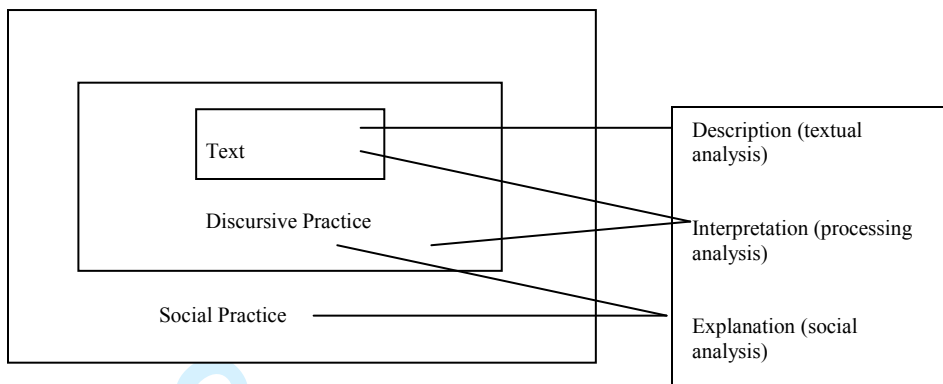 Text
Discursive Practice
Social Practice
Description (textual
analysis)
Interpretation (processing
analysis)
Explanation (social
analysis)